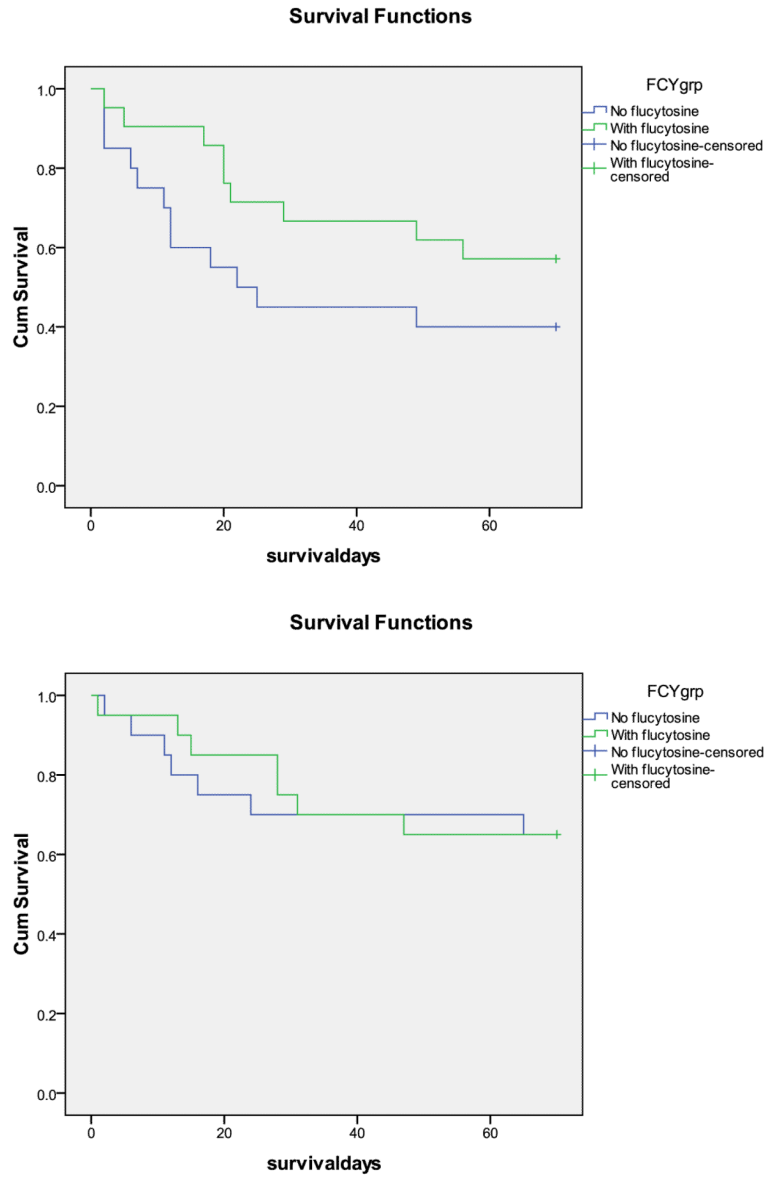 Survival Functions
FCYgrp
No flucytosine
With flucytosine
No flucytosine-censored
With flucytosine-
censored
Cum Survival
1.0
0.8
0.6
0.4
0.2
0.0
0 20 40 60
survivaldays
Survival Functions
FCYgrp
No flucytosine
With flucytosine
No flucytosine-censored
With flucytosine-
censored
Cum Survival
1.0
0.8
0.6
0.4
0.2
0.0
0 20 40 60
survivaldays